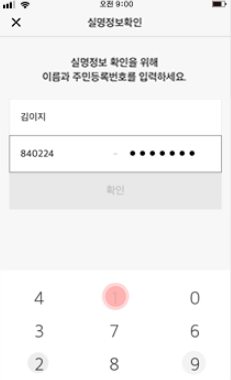 오전 9:00
실명정보확인
실명정보 확인을 위해
이름과 주민등록번호를 입력하세요.
김이지
840224 - ●●●●●●●
확인
4 1 0
3 7 6
2 8 9